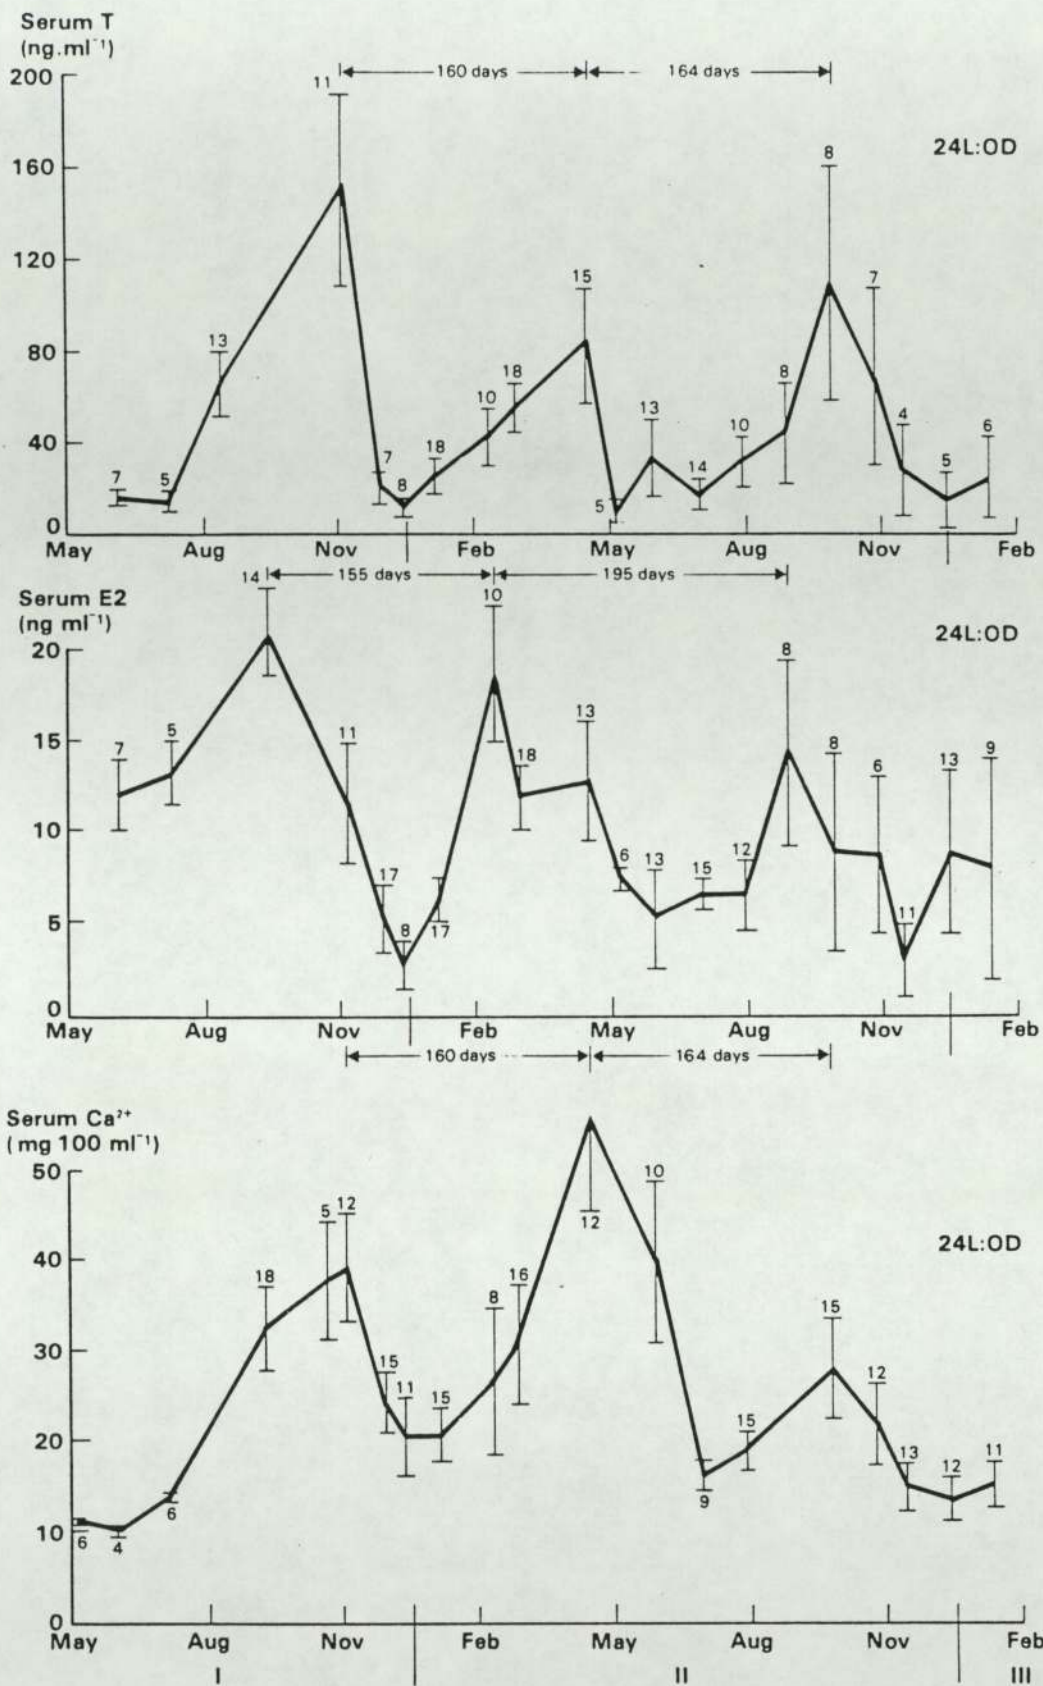 Serum T
(ng.ml⁻¹)
160 days 164 days
200
11
24L:OD
160
8
120
7
15
13
80
18
8
10
13
10
40
18
4
6
7
5
7
8
14
5
5
0
May Aug Nov Feb May Aug Nov Feb
14 155 days 195 days
Serum E2
(ng ml⁻¹)
10
24L:OD
20
8
7 5 11 18 13 8 6 13 9
15
10
17 6 13 15 12
5
8 17 11
0
May Aug Nov Feb May Aug Nov Feb
160 days 164 days
Serum Ca²⁺
(mg 100 ml⁻¹)
50
10
5 12
12
40
24L:OD
18
16
8
15
30
15
12
11 15
15
20
13 12 11
9
10
6 4 6
0
May Aug Nov Feb May Aug Nov Feb
I II III